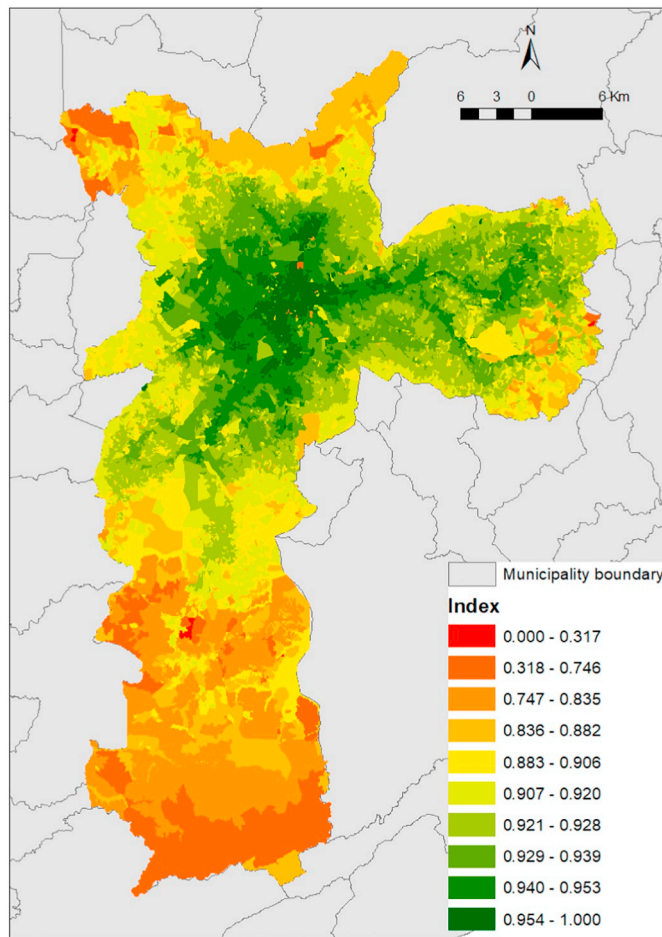 N
6 3 0 6 Km
Municipality boundary
Index
0.000 - 0.317
0.318 - 0.746
0.747 - 0.835
0.836 - 0.882
0.883 - 0.906
0.907 - 0.920
0.921 - 0.928
0.929 - 0.939
0.940 - 0.953
0.954 - 1.000